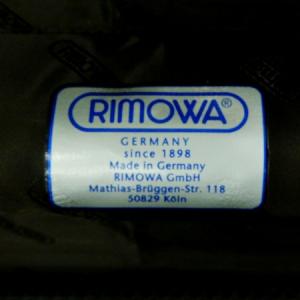 RIMOWA®
GERMANY
since 1898
Made in Germany
RIMOWA GmbH
Mathias-Brüggen-Str. 118
50829 Köln